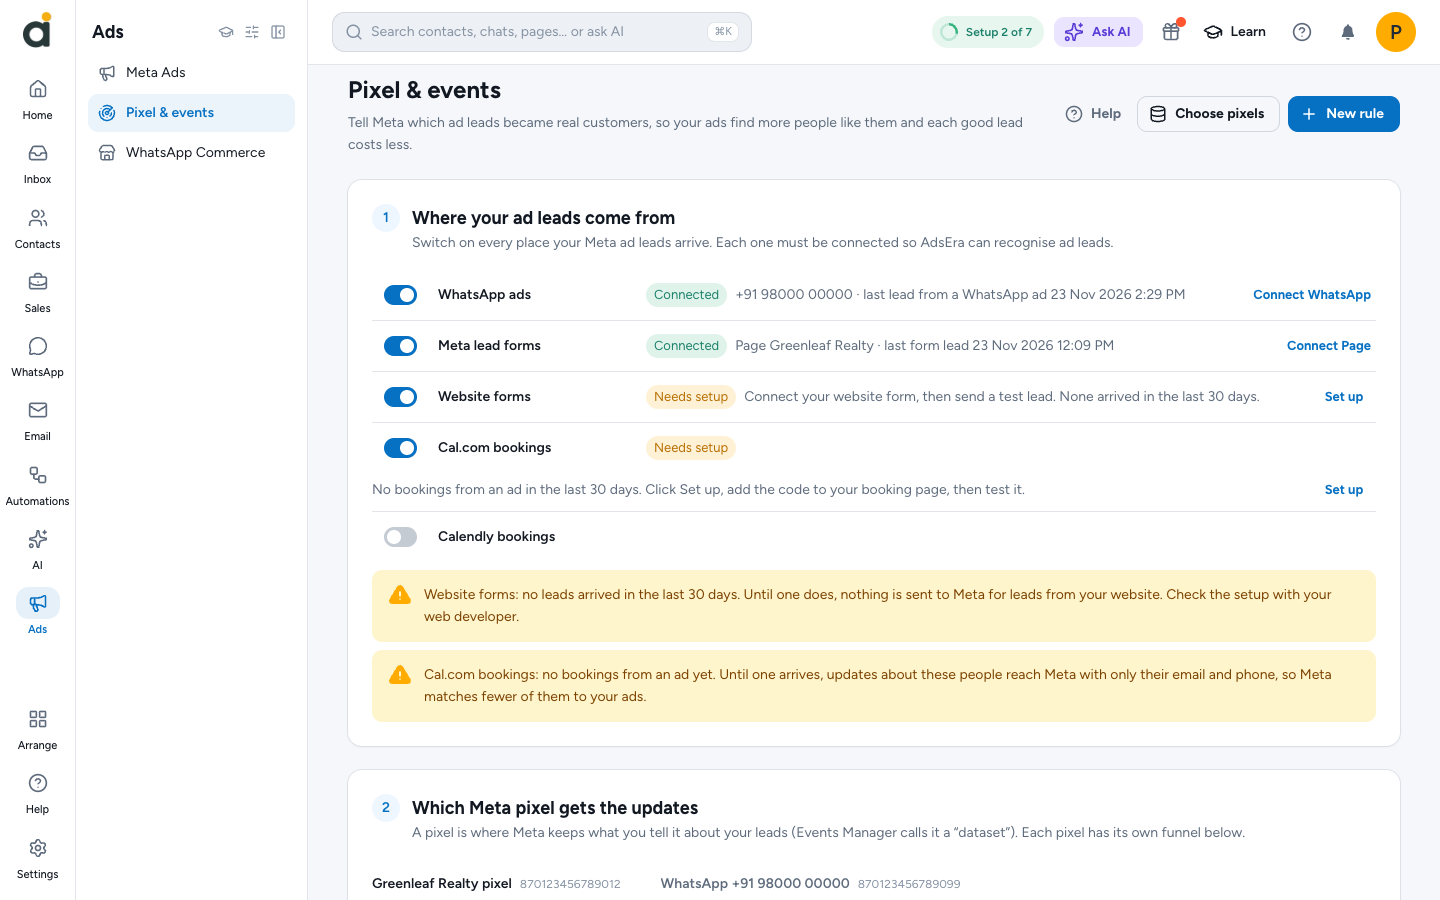 Ads
Search contacts, chats, pages... or ask AI
⌘K
Setup 2 of 7
Ask AI
Learn
P
Home
Inbox
Contacts
Sales
WhatsApp
Email
Automations
AI
Ads
Arrange
Help
Settings
Meta Ads
Pixel & events
WhatsApp Commerce
Pixel & events
Tell Meta which ad leads became real customers, so your ads find more people like them and each good lead
costs less.
Help
Choose pixels
New rule
1
Where your ad leads come from
Switch on every place your Meta ad leads arrive. Each one must be connected so AdsEra can recognise ad leads.
WhatsApp ads
Connected
+91 98000 00000 · last lead from a WhatsApp ad 23 Nov 2026 2:29 PM
Connect WhatsApp
Meta lead forms
Connected
Page Greenleaf Realty · last form lead 23 Nov 2026 12:09 PM
Connect Page
Website forms
Needs setup
Connect your website form, then send a test lead. None arrived in the last 30 days.
Set up
Cal.com bookings
Needs setup
No bookings from an ad in the last 30 days. Click Set up, add the code to your booking page, then test it.
Set up
Calendly bookings
Website forms: no leads arrived in the last 30 days. Until one does, nothing is sent to Meta for leads from your website. Check the setup with your
web developer.
Cal.com bookings: no bookings from an ad yet. Until one arrives, updates about these people reach Meta with only their email and phone, so Meta
matches fewer of them to your ads.
2
Which Meta pixel gets the updates
A pixel is where Meta keeps what you tell it about your leads (Events Manager calls it a “dataset”). Each pixel has its own funnel below.
Greenleaf Realty pixel 870123456789012
WhatsApp +91 98000 00000 870123456789099